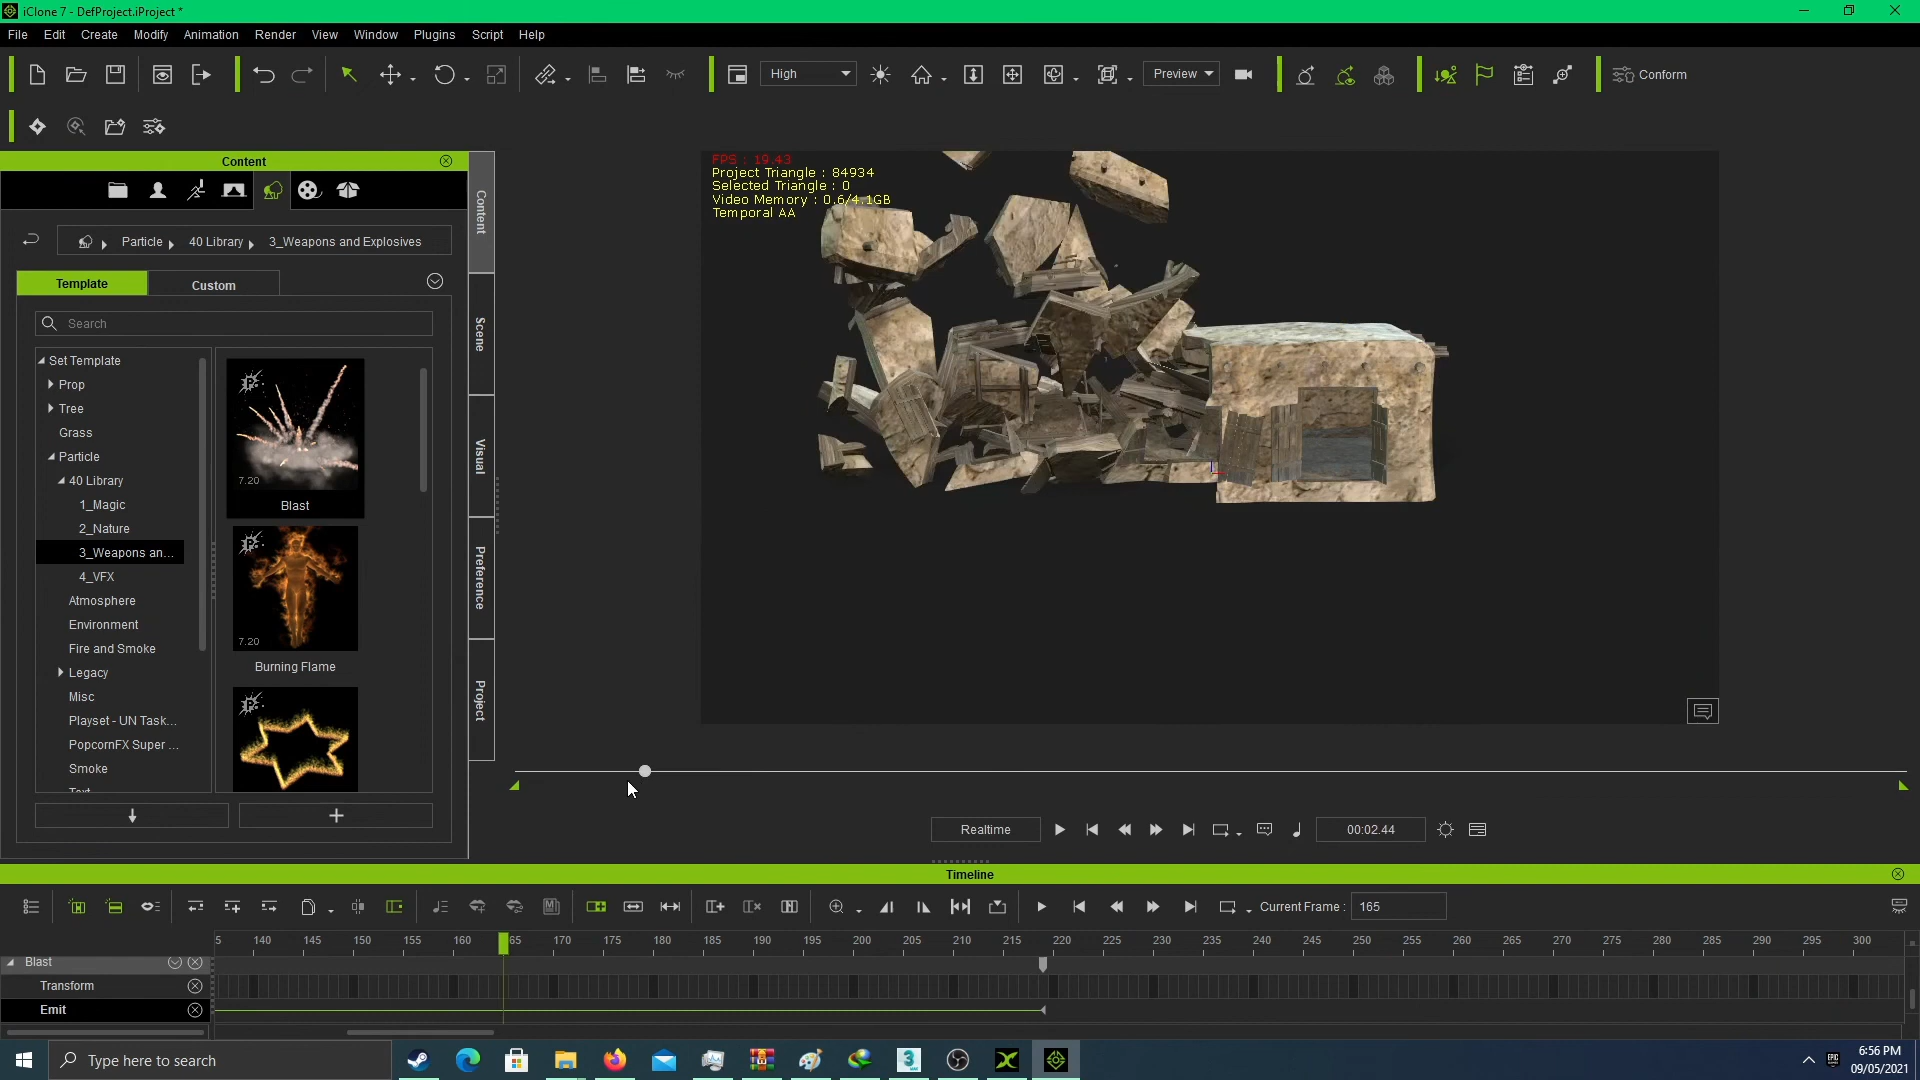 iClone 7 - DefProject.iProject *
File Edit Create Modify Animation Render View Window Plugins Script Help
High
Preview
Conform
Content
Particle 40 Library 3_Weapons and Explosives
Template
Custom
Search
Set Template
Prop
Tree
Grass
Particle
40 Library
1_Magic
2_Nature
3_Weapons an...
4_VFX
Atmosphere
Environment
Fire and Smoke
Legacy
Misc
Playset - UN Task...
PopcornFX Super ...
Smoke
7.20
Blast
7.20
Burning Flame
Content
Scene
Visual
Preference
Project
FPS : 19.43
Project Triangle : 84934
Selected Triangle : 0
Video Memory : 0.6/4.1GB
Temporal AA
Realtime
00:02.44
Timeline
Current Frame : 165
5 140 145 150 155 160 65 170 175 180 185 190 195 200 205 210 215 220 225 230 235 240 245 250 255 260 265 270 275 280 285 290 295 300
Blast
Transform
Emit
Type here to search
6:56 PM
09/05/2021